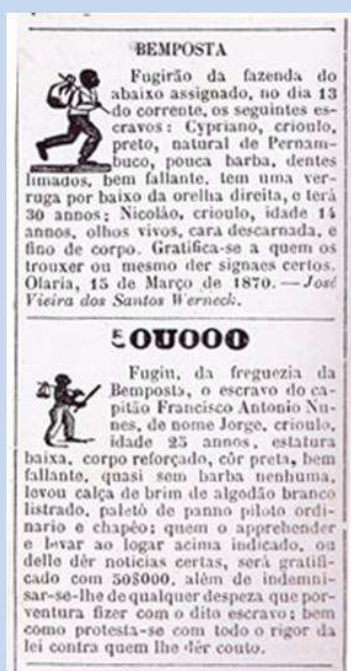 BEMPOSTA
Fugirão da fazenda do
abaixo assignado, no dia 13
do corrente, os seguintes es-
cravos: Cypriano, crioulo,
preto, natural de Pernam-
buco, pouca barba, dentes
limados, bem fallante, tem uma ver-
ruga por baixo da orelha direita, e terá
30 annos; Nicoláo, crioulo, idade 14
annos, olhos vivos, cara descarnada, e
fino de corpo. Gratifica-se a quem os
trouxer ou mesmo der signaes certos.
Olaria, 15 de Março de 1870. — José
Vieira dos Santos Werneck.
50U000
Fugiu, da freguezia da
Bemposta, o escravo do ca-
pitão Francisco Antonio Nu-
nes, de nome Jorge, crioulo,
idade 25 annos, estatura
baixa, corpo reforçado, côr preta, bem
fallante, quasi sem barba nenhuma,
levou calça de brim de algodão branco
listrado, paletó de panno piloto ordi-
nario e chapéo; quem o apprehender
e levar ao logar acima indicado, ou
delle dér noticias certas, será gratifi-
cado com 50$000, além de indemni-
sar-se-lhe de qualquer despeza que por-
ventura fizer com o dito escravo; bem
como protesta-se com todo o rigor da
lei contra quem lhe dér couto.